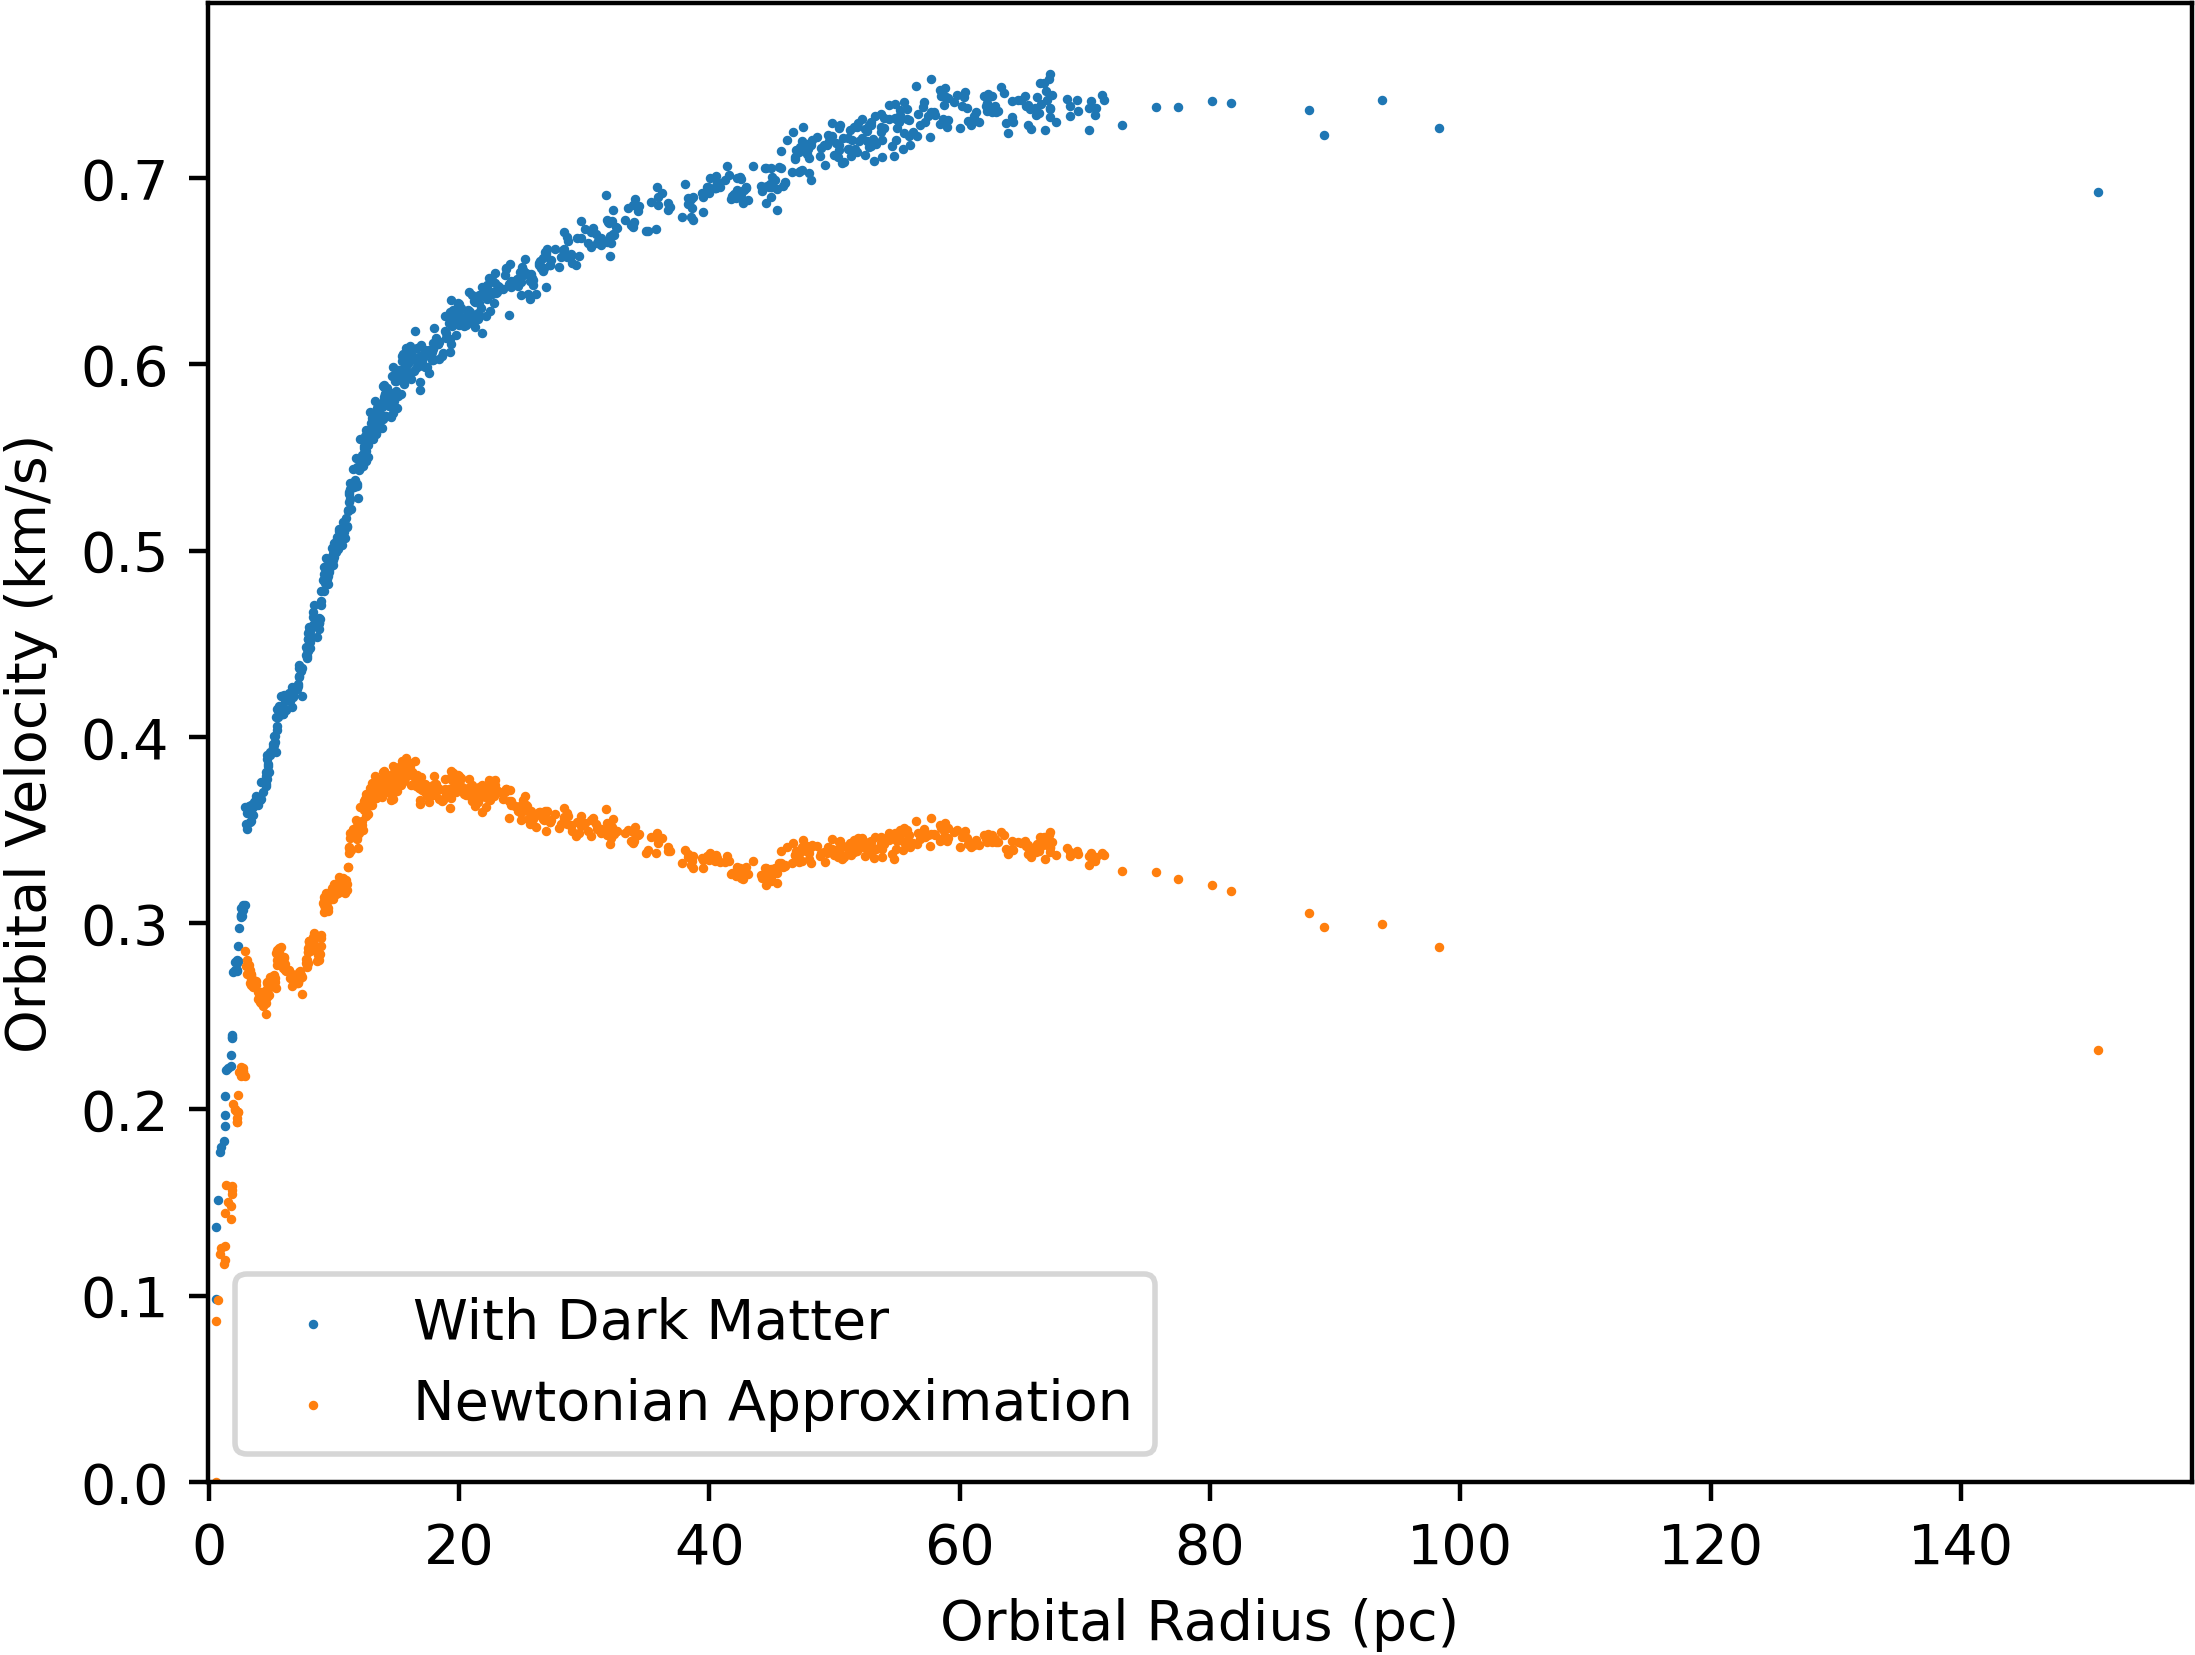 Orbital Velocity (km/s)
0.7
0.6
0.5
0.4
0.3
0.2
0.1
0.0
With Dark Matter
Newtonian Approximation
0 20 40 60 80 100 120 140
Orbital Radius (pc)